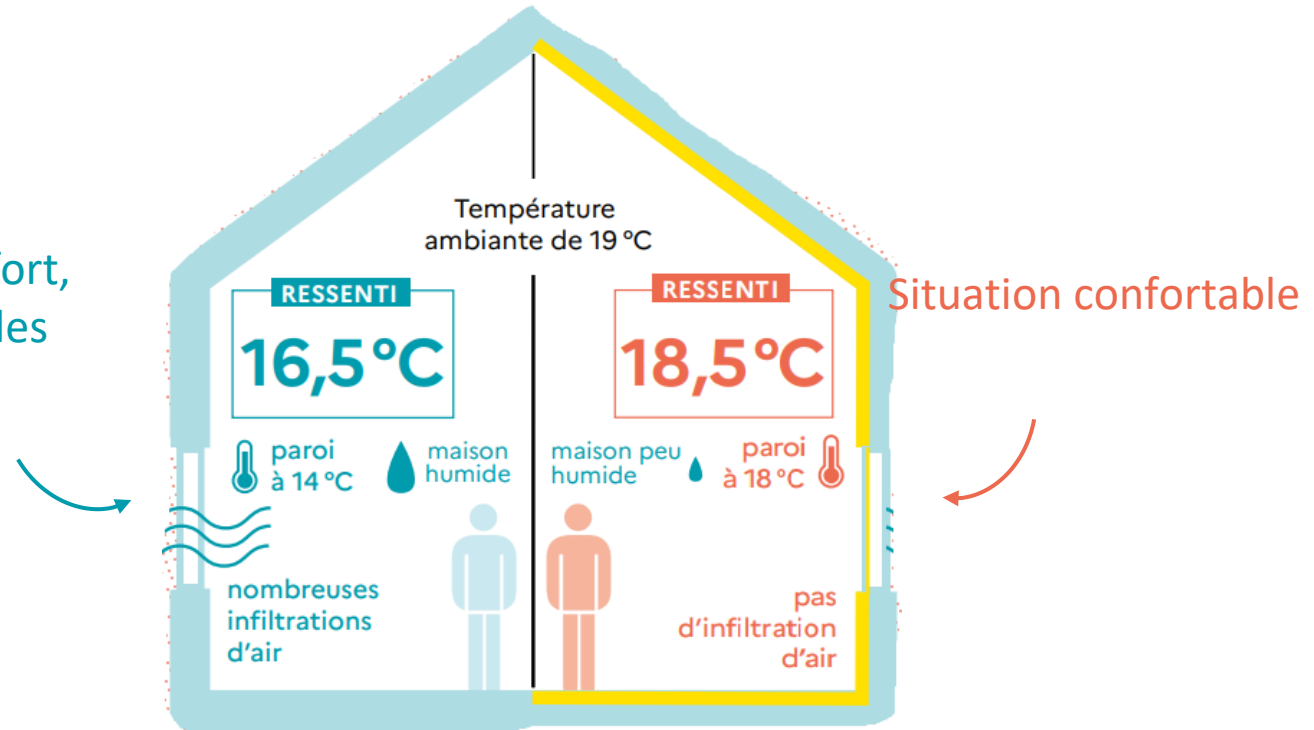 Température
ambiante de 19 °C
fort,
les
RESSENTI
16,5 °C
paroi
à 14 °C
maison
humide
nombreuses
infiltrations
d'air
RESSENTI
18,5 °C
maison peu
humide
paroi
à 18 °C
pas
d'infiltration
d'air
Situation confortable